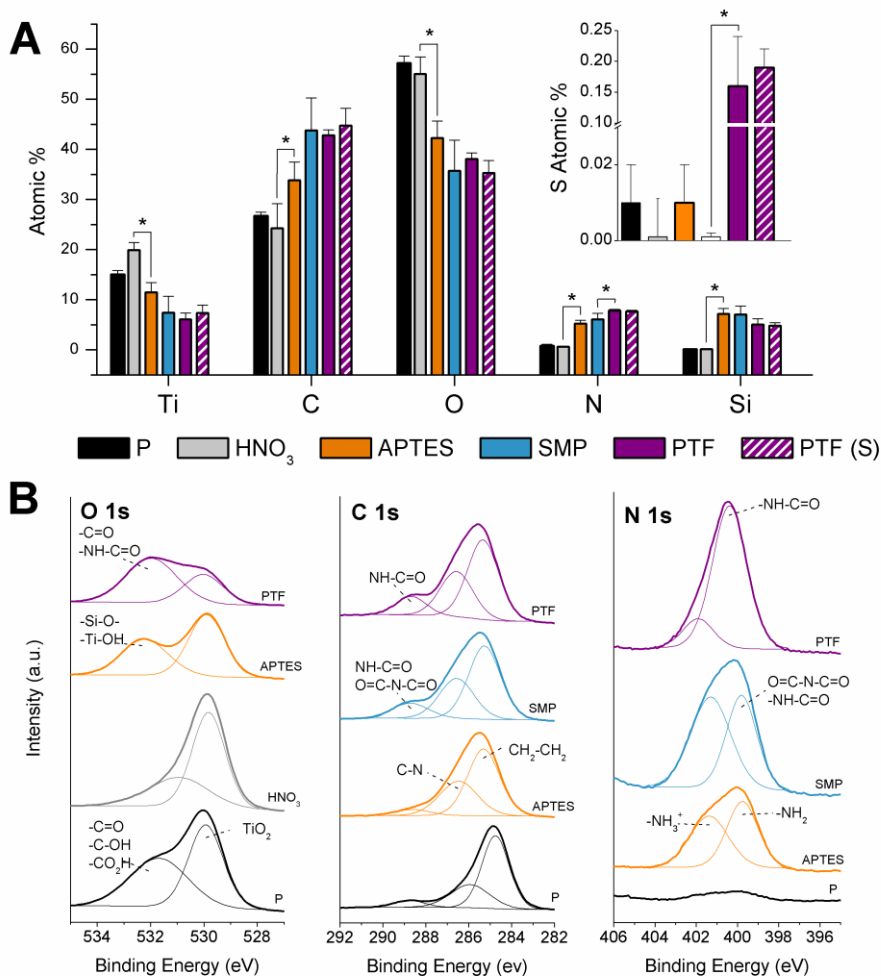 A
Atomic %
60
50
40
30
20
10
0
*
*
*
*
*
*
*
Ti
C
O
N
Si
S Atomic %
0.25
0.20
0.15
0.10
0.02
0.00
P
HNO₃
APTES
SMP
PTF
PTF (S)
B
Intensity (a.u.)
O 1s
-C=O
-NH-C=O
PTF
-Si-O-
-Ti-OH
APTES
HNO₃
-C=O
-C-OH
-CO₂H
TiO₂
P
534
532
530
528
Binding Energy (eV)
C 1s
NH-C=O
PTF
NH-C=O
O=C-N-C=O
SMP
C-N
CH₂-CH₂
APTES
P
292
290
288
286
284
282
Binding Energy (ev)
N 1s
-NH-C=O
PTF
O=C-N-C=O
-NH-C=O
SMP
-NH₃⁺
-NH₂
APTES
P
406
404
402
400
398
396
Binding Energy (eV)